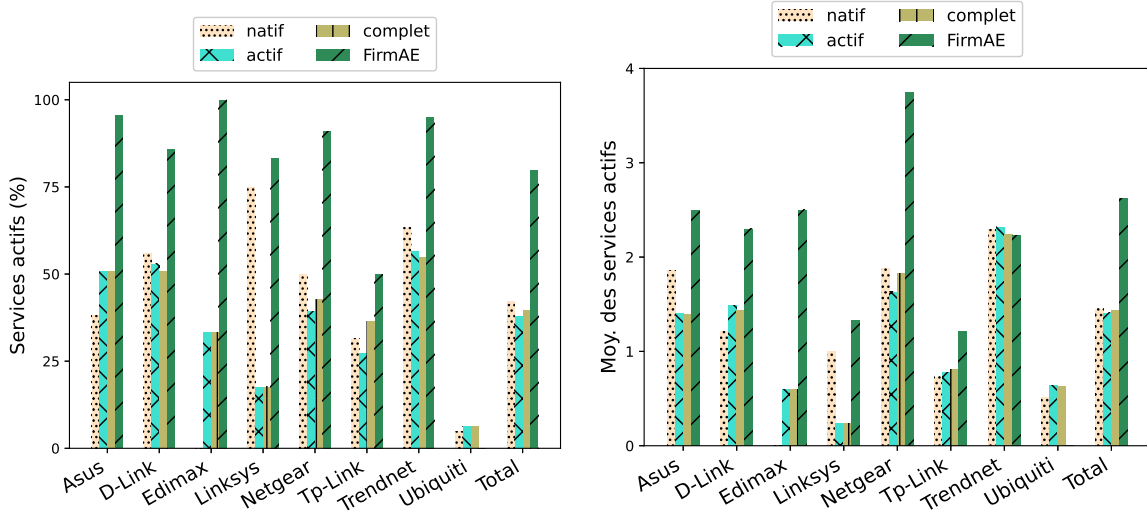 natif
complet
actif
FirmAE
Services actifs (%)
100
75
50
25
0
Asus
D-Link
Edimax
Linksys
Netgear
Tp-Link
Trendnet
Ubiquiti
Total
natif
complet
actif
FirmAE
Moy. des services actifs
4
3
2
1
0
Asus
D-Link
Edimax
Linksys
Netgear
Tp-Link
Trendnet
Ubiquiti
Total